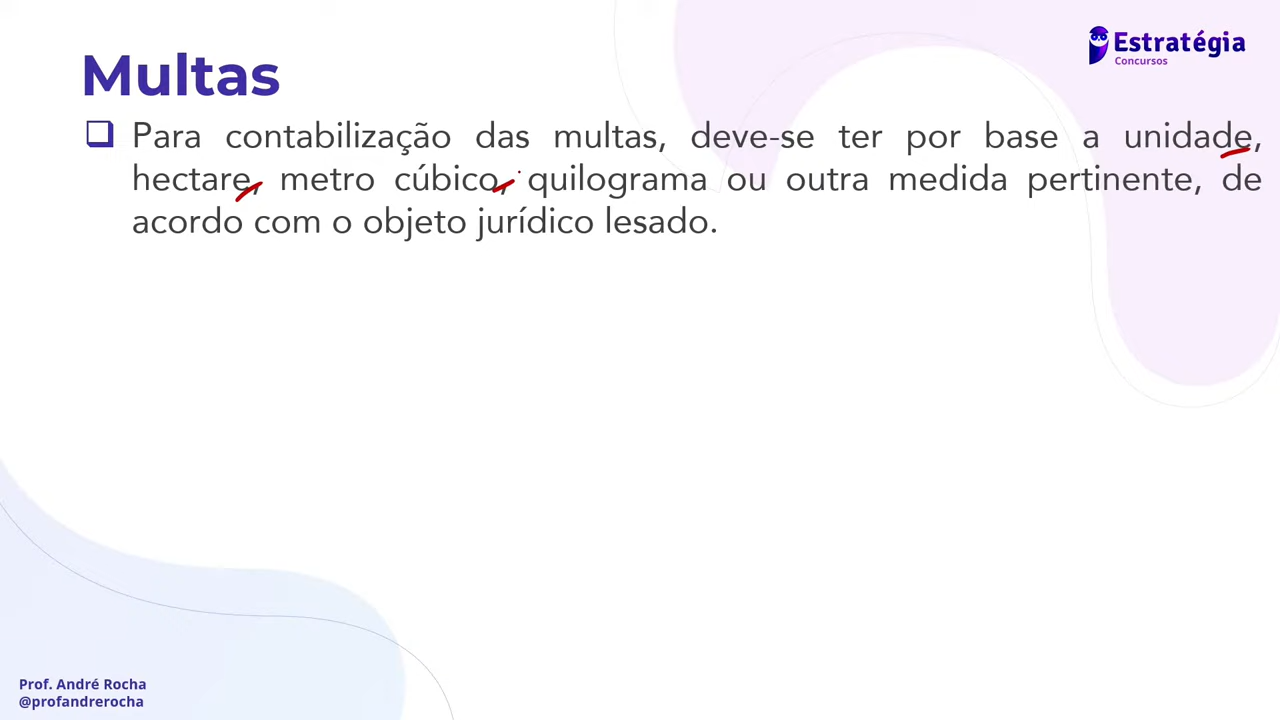 Estratégia
Concursos
Multas
❑ Para contabilização das multas, deve-se ter por base a unidade,
hectare, metro cúbico, quilograma ou outra medida pertinente, de
acordo com o objeto jurídico lesado.
Prof. André Rocha
@profandrerocha